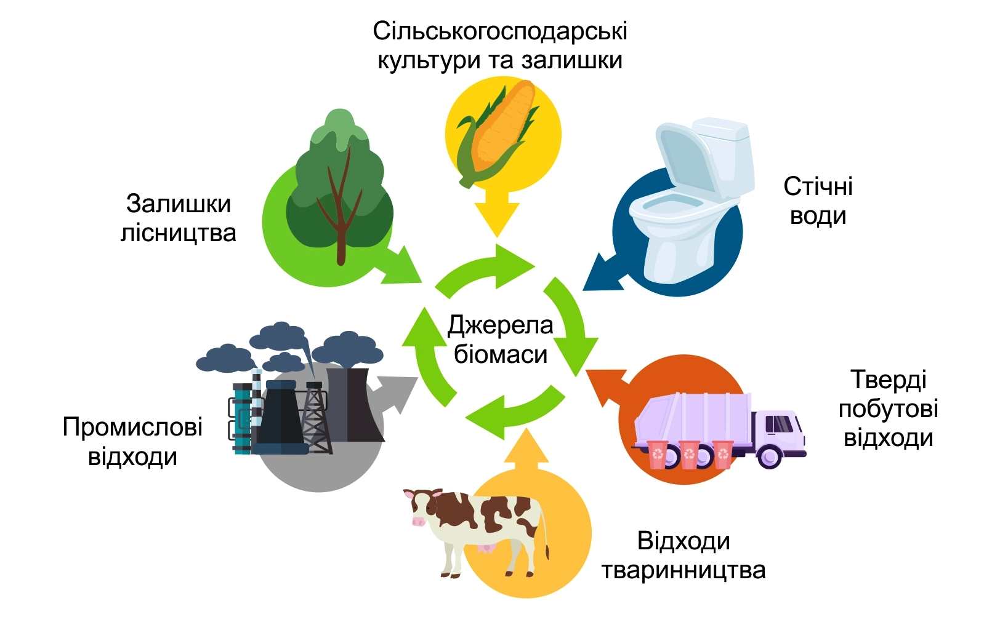 Сільськогосподарські
культури та залишки
Стічні
води
Залишки
лісництва
Джерела
біомаси
Тверді
побутові
відходи
Промислові
відходи
Відходи
тваринництва